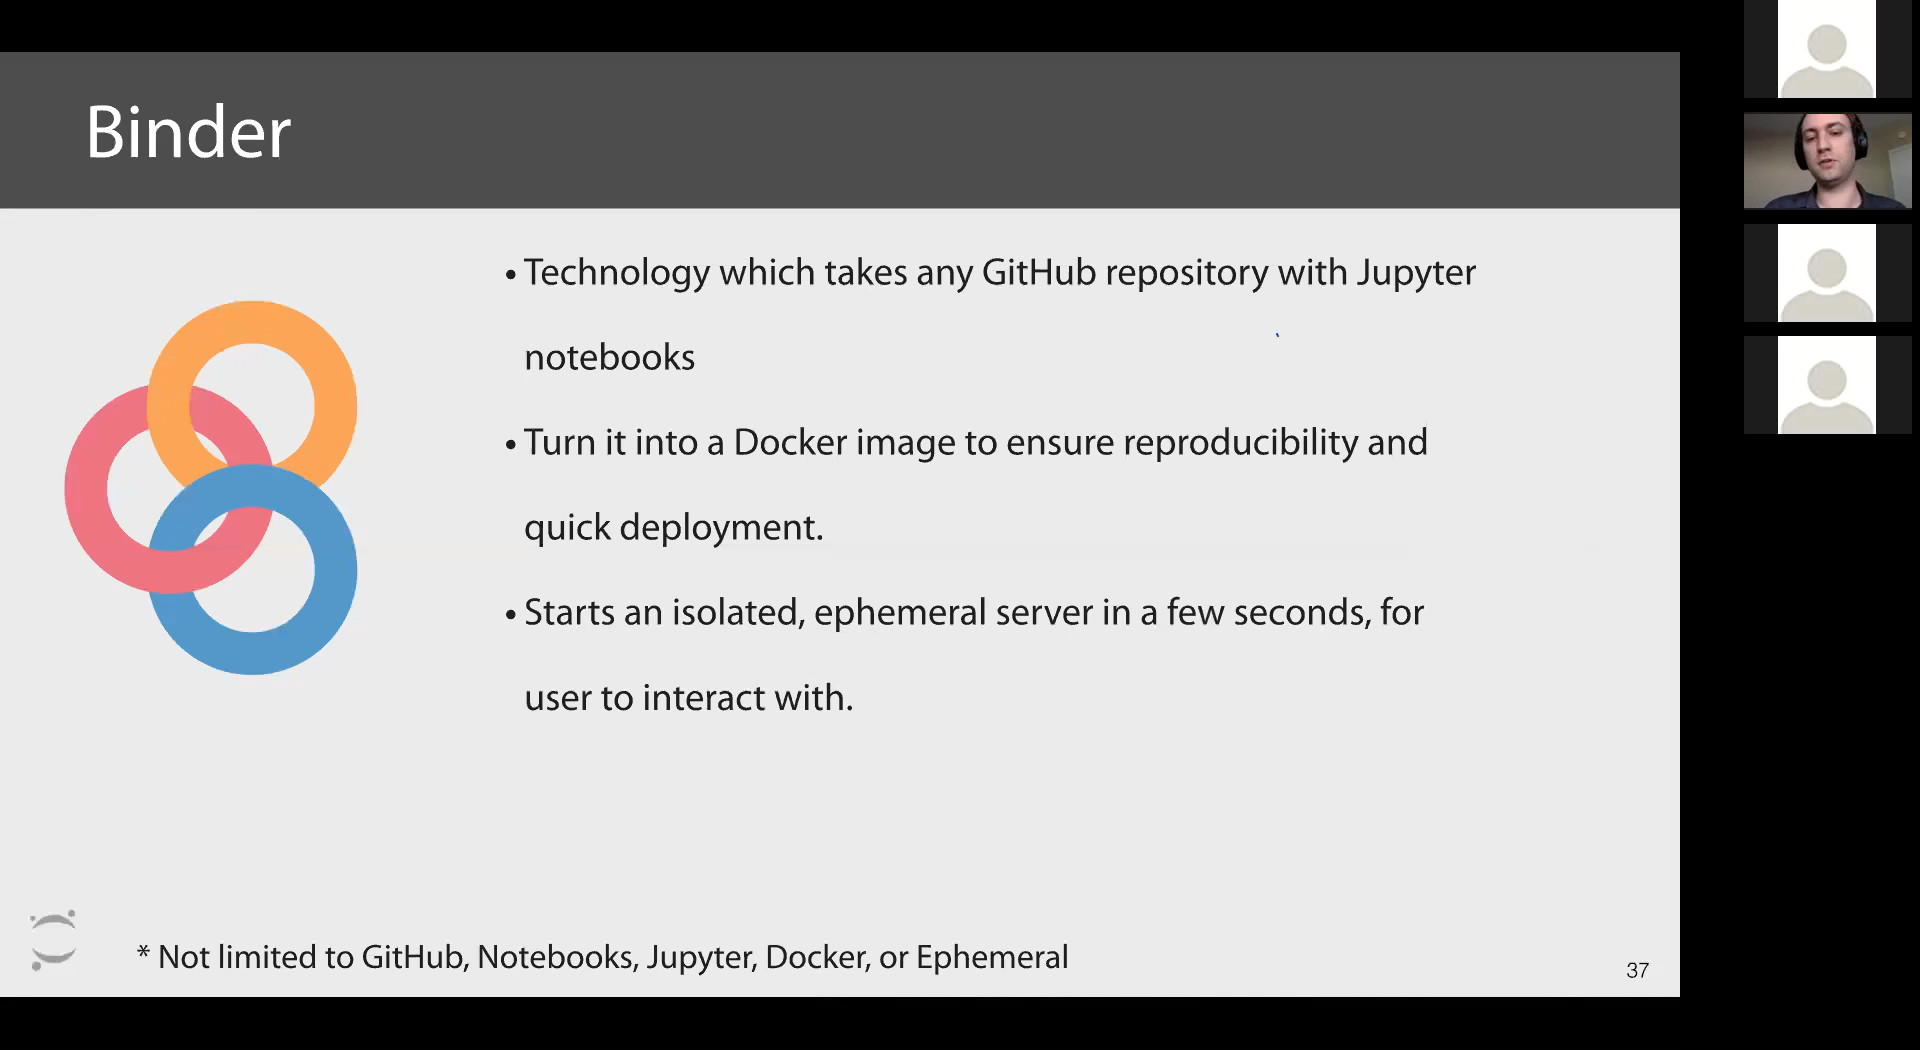 Binder
• Technology which takes any GitHub repository with Jupyter
notebooks
• Turn it into a Docker image to ensure reproducibility and
quick deployment.
• Starts an isolated, ephemeral server in a few seconds, for
user to interact with.
* Not limited to GitHub, Notebooks, Jupyter, Docker, or Ephemeral
37